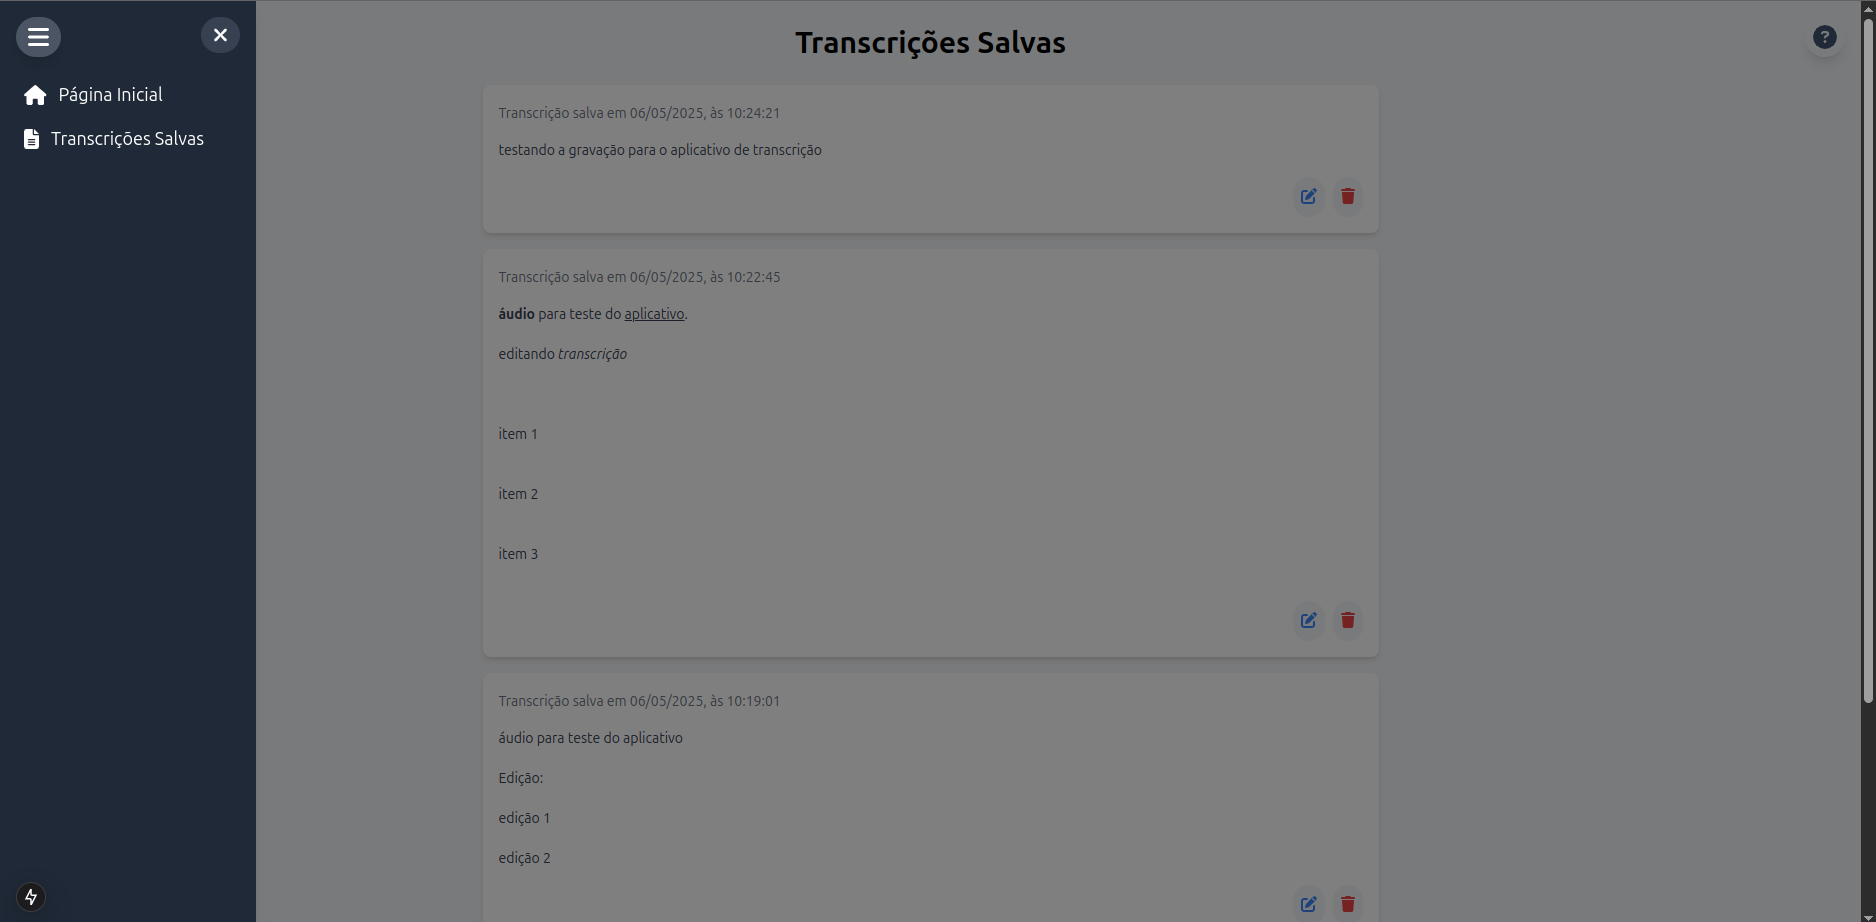 Página Inicial
Transcrições Salvas
Transcrições Salvas
?
Transcrição salva em 06/05/2025, às 10:24:21
testando a gravação para o aplicativo de transcrição
Transcrição salva em 06/05/2025, às 10:22:45
áudio para teste do aplicativo.
editando transcrição
item 1
item 2
item 3
Transcrição salva em 06/05/2025, às 10:19:01
áudio para teste do aplicativo
Edição:
edição 1
edição 2